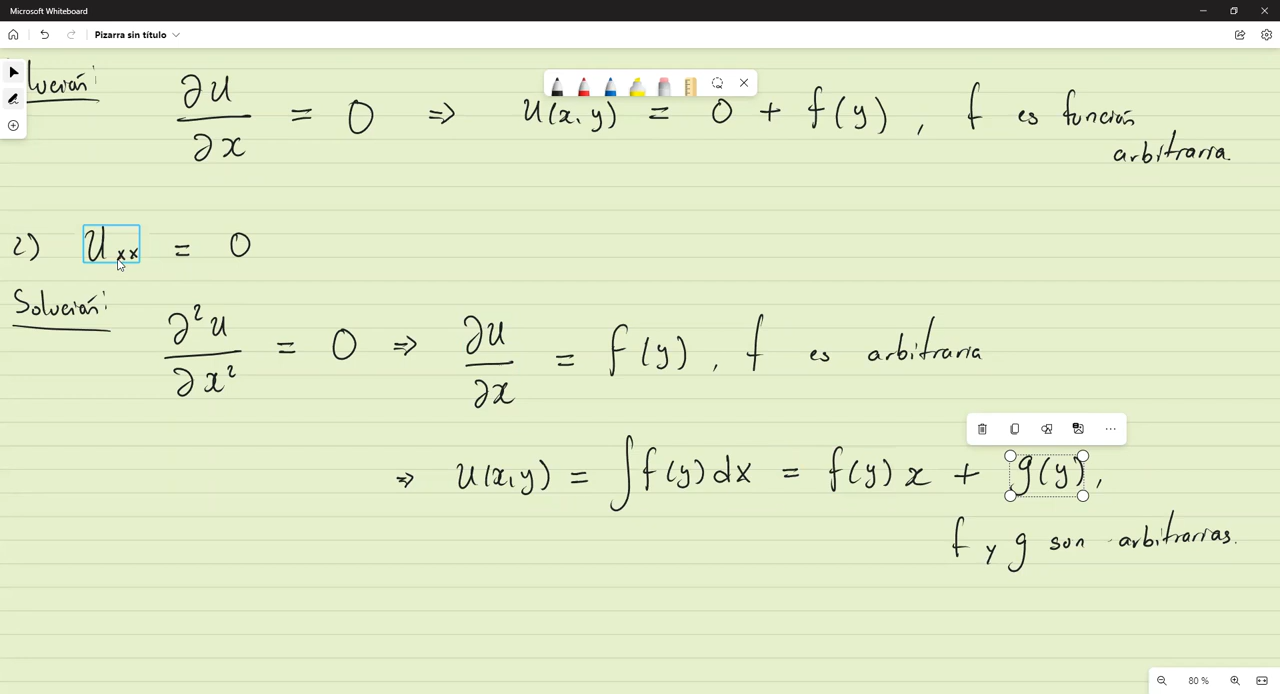 Microsoft Whiteboard
Pizarra sin título
lución:
∂u/∂x = 0 ⇒ u(x,y) = 0 + f(y), f es función
arbitraria.
2) u_xx = 0
Solución:
∂²u/∂x² = 0 ⇒ ∂u/∂x = f(y), f es arbitraria
⇒ u(x,y) = ∫f(y)dx = f(y)x + g(y),
f y g son arbitrarias.
80 %